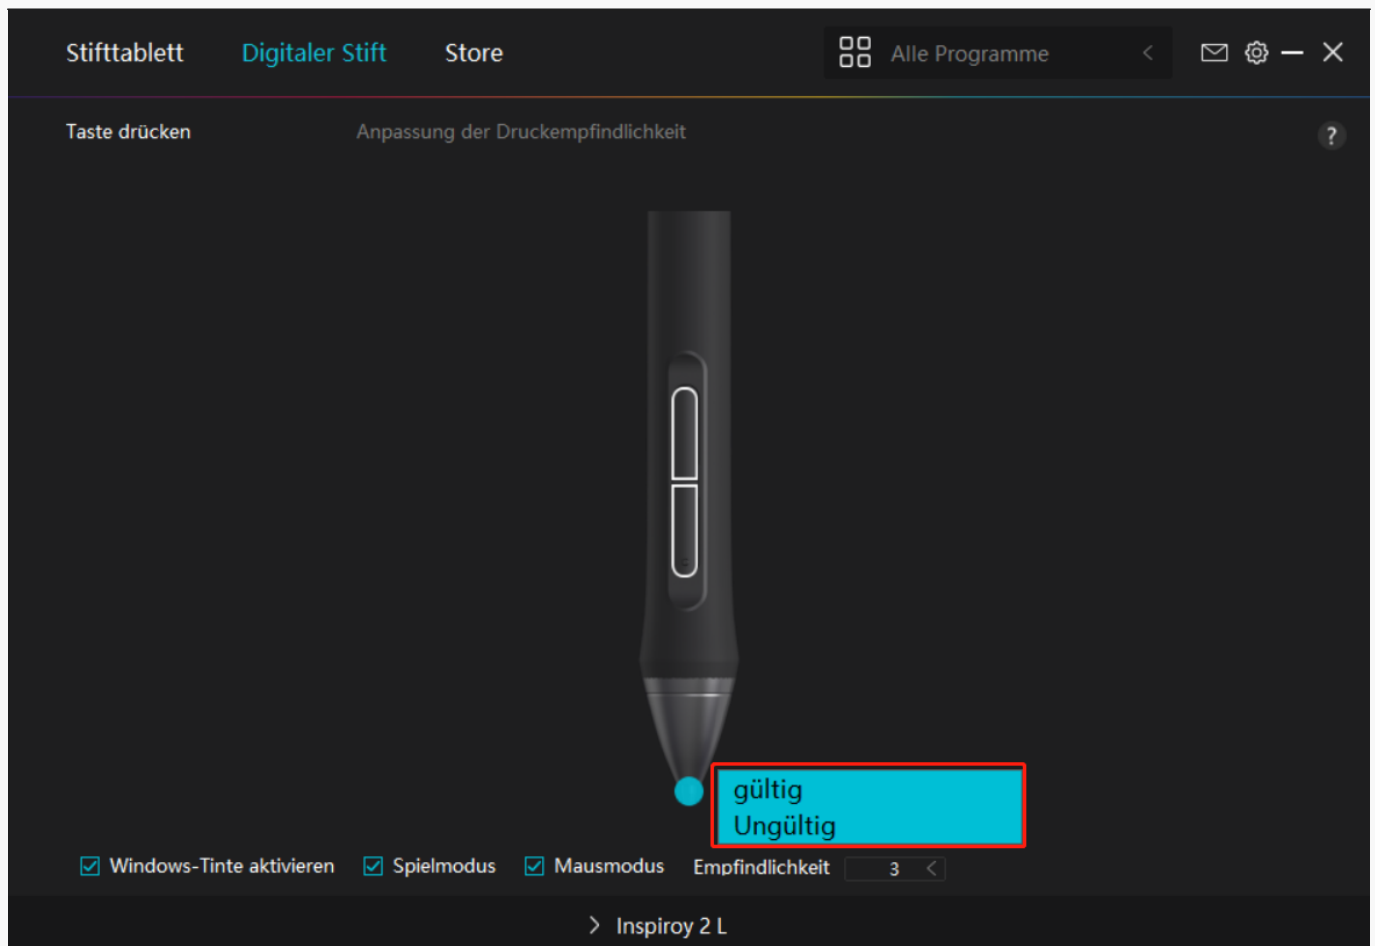 Stifttablett Digitaler Stift Store Alle Programme
Taste drücken Anpassung der Druckempfindlichkeit ?
gültig
Ungültig
Windows-Tinte aktivieren Spielmodus Mausmodus Empfindlichkeit 3
Inspiroy 2 L